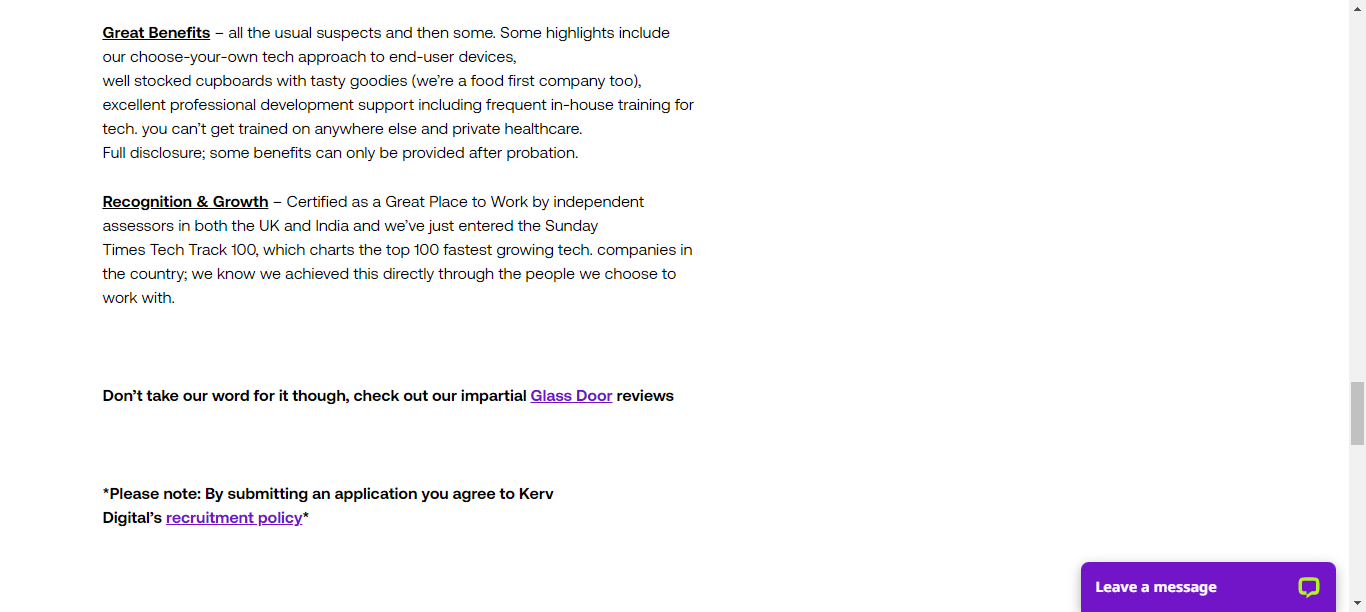 Great Benefits – all the usual suspects and then some. Some highlights include
our choose-your-own tech approach to end-user devices,
well stocked cupboards with tasty goodies (we’re a food first company too),
excellent professional development support including frequent in-house training for
tech. you can’t get trained on anywhere else and private healthcare.
Full disclosure; some benefits can only be provided after probation.
Recognition & Growth – Certified as a Great Place to Work by independent
assessors in both the UK and India and we’ve just entered the Sunday
Times Tech Track 100, which charts the top 100 fastest growing tech. companies in
the country; we know we achieved this directly through the people we choose to
work with.
Don’t take our word for it though, check out our impartial Glass Door reviews
*Please note: By submitting an application you agree to Kerv
Digital’s recruitment policy*
Leave a message